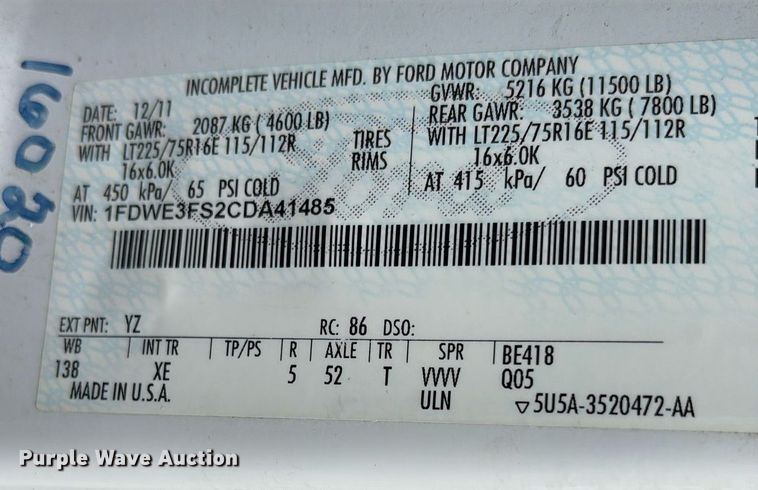 16020
INCOMPLETE VEHICLE MFD. BY FORD MOTOR COMPANY
DATE: 12/11 GVWR: 5216 KG (11500 LB)
FRONT GAWR: 2087 KG ( 4600 LB) REAR GAWR: 3538 KG ( 7800 LB)
WITH LT225/75R16E 115/112R TIRES WITH LT225/75R16E 115/112R
16x6.0K RIMS 16x6.0K
AT 450 kPa/ 65 PSI COLD AT 415 kPa/ 60 PSI COLD
VIN: 1FDWE3FS2CDA41485
EXT PNT: YZ RC: 86 DSO:
WB INT TR TP/PS R AXLE TR SPR BE418
138 XE 5 52 T VVVV Q05
MADE IN U.S.A. ULN ▽5U5A-3520472-AA
Purple Wave Auction